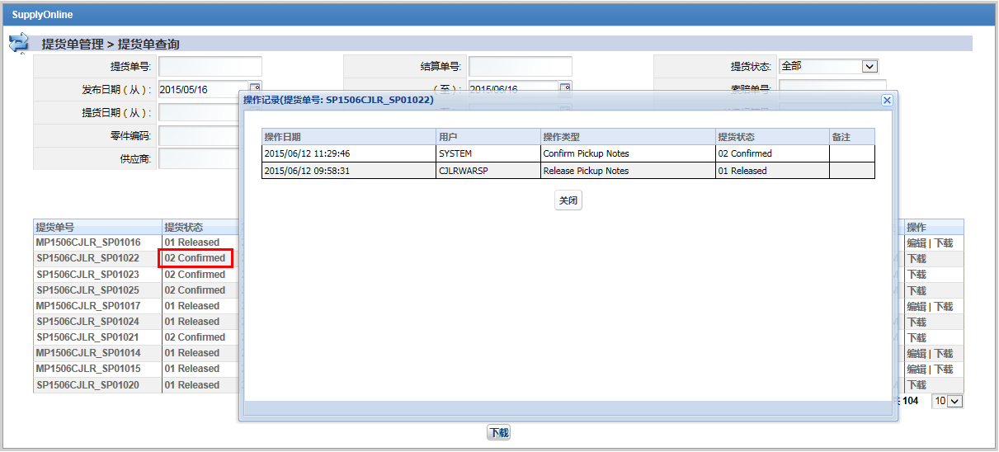 SupplyOnline
提货单管理 > 提货单查询
提货单号: 结算单号: 提货状态: 全部
发布日期（从）: 2015/05/16 （至）: 2015/06/16 索赔单号:
提货日期（从）:
零件编码:
供应商:
操作记录(提货单号: SP1506CJLR_SP01022)
操作日期 用户 操作类型 提货状态 备注
2015/06/12 11:29:46 SYSTEM Confirm Pickup Notes 02 Confirmed
2015/06/12 09:58:31 CJLRWARSP Release Pickup Notes 01 Released
关闭
提货单号 提货状态 操作
MP1506CJLR_SP01016 01 Released 编辑 | 下载
SP1506CJLR_SP01022 02 Confirmed 下载
SP1506CJLR_SP01023 02 Confirmed 下载
SP1506CJLR_SP01025 02 Confirmed 下载
MP1506CJLR_SP01017 01 Released 编辑 | 下载
SP1506CJLR_SP01024 01 Released 下载
SP1506CJLR_SP01021 02 Confirmed 下载
MP1506CJLR_SP01014 01 Released 编辑 | 下载
MP1506CJLR_SP01015 01 Released 编辑 | 下载
SP1506CJLR_SP01020 01 Released 下载
104 10
下载